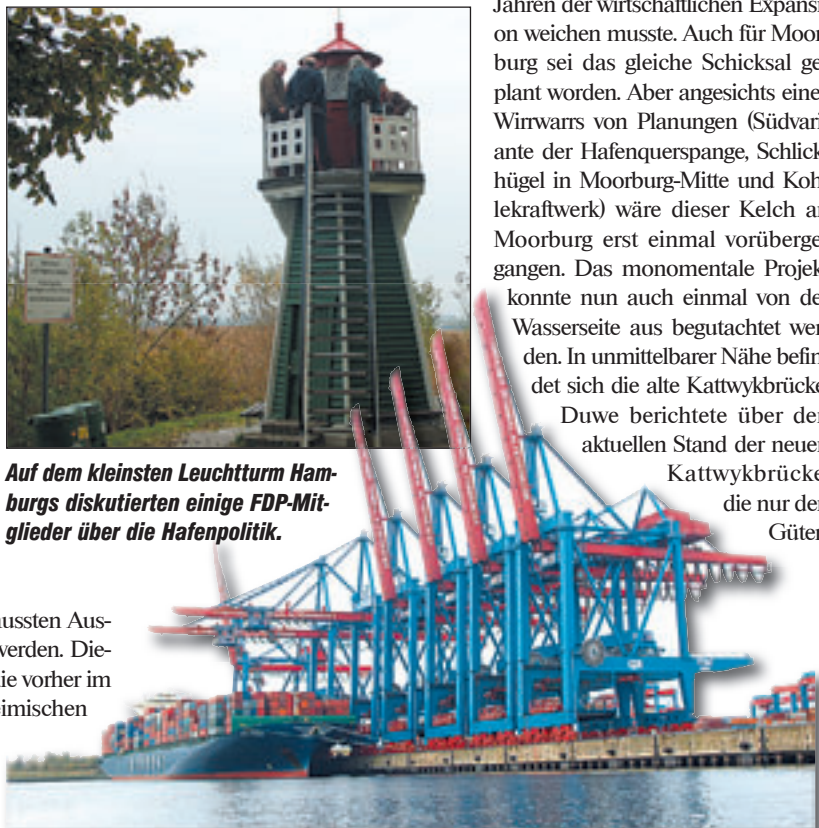 Jahren der wirtschaftlichen Expansi
on weichen musste. Auch für Moor
burg sei das gleiche Schicksal ge
plant worden. Aber angesichts eine
Wirrwarrs von Planungen (Südvari
ante der Hafenquerspange, Schlick
hügel in Moorburg-Mitte und Koh
lekraftwerk) wäre dieser Kelch an
Moorburg erst einmal vorüberge
gangen. Das monomentale Projek
konnte nun auch einmal von de
Wasserseite aus begutachtet wer
den. In unmittelbarer Nähe befin
det sich die alte Kattwykbrücke
Duwe berichtete über den
aktuellen Stand der neuen
Kattwykbrücke
die nur den
Güter
Auf dem kleinsten Leuchtturm Ham-
burgs diskutierten einige FDP-Mit-
glieder über die Hafenpolitik.
ussten Aus-
werden. Die-
die vorher im
eimischen